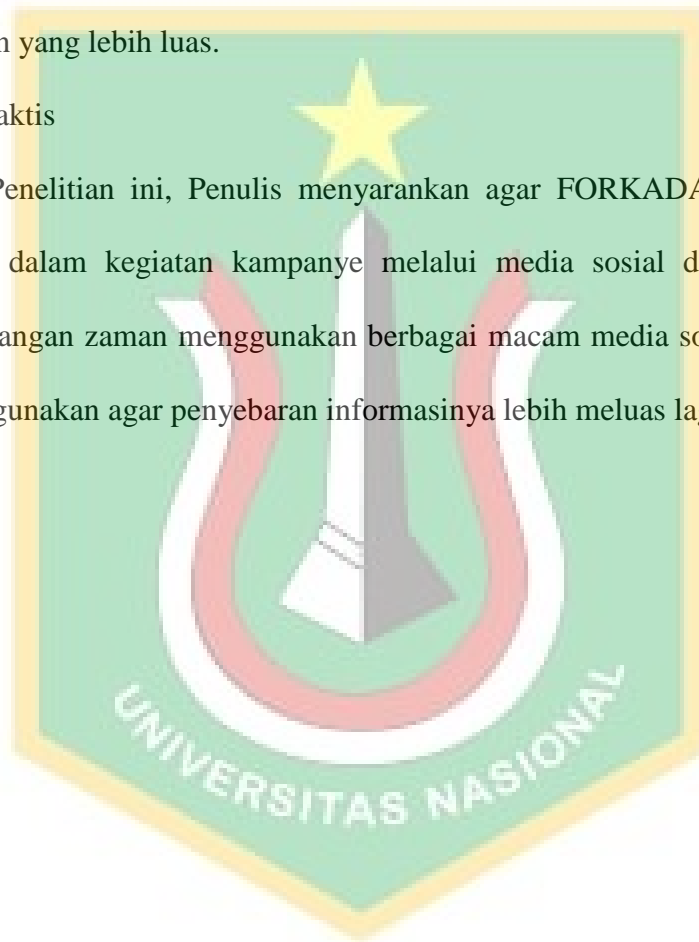 n yang lebih luas.
aktis
Penelitian ini, Penulis menyarankan agar FORKADA
dalam kegiatan kampanye melalui media sosial d
angan zaman menggunakan berbagai macam media so
gunakan agar penyebaran informasinya lebih meluas la
UNIVERSITAS NASIONAL